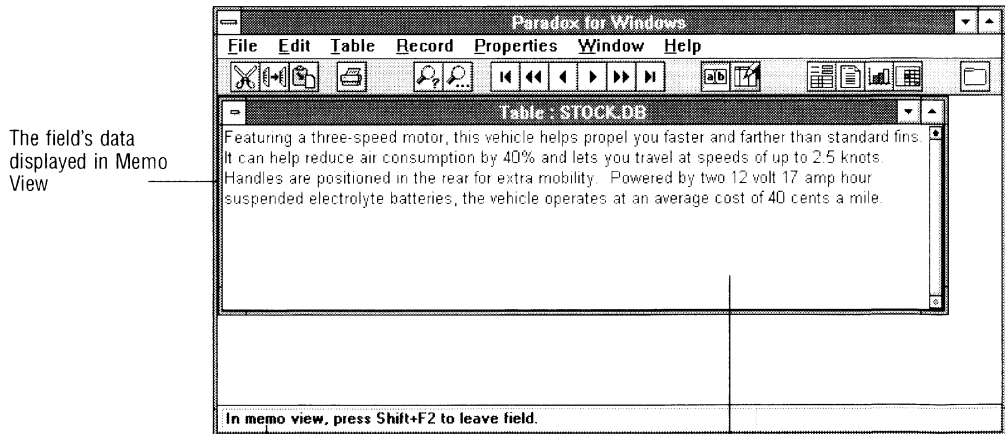 Paradox for Windows
File Edit Table Record Properties Window Help
a b
Table : STOCK.DB
The field's data
displayed in Memo
View
Featuring a three-speed motor, this vehicle helps propel you faster and farther than standard fins.
It can help reduce air consumption by 40% and lets you travel at speeds of up to 2.5 knots.
Handles are positioned in the rear for extra mobility. Powered by two 12 volt 17 amp hour
suspended electrolyte batteries, the vehicle operates at an average cost of 40 cents a mile.
In memo view, press Shift+F2 to leave field.